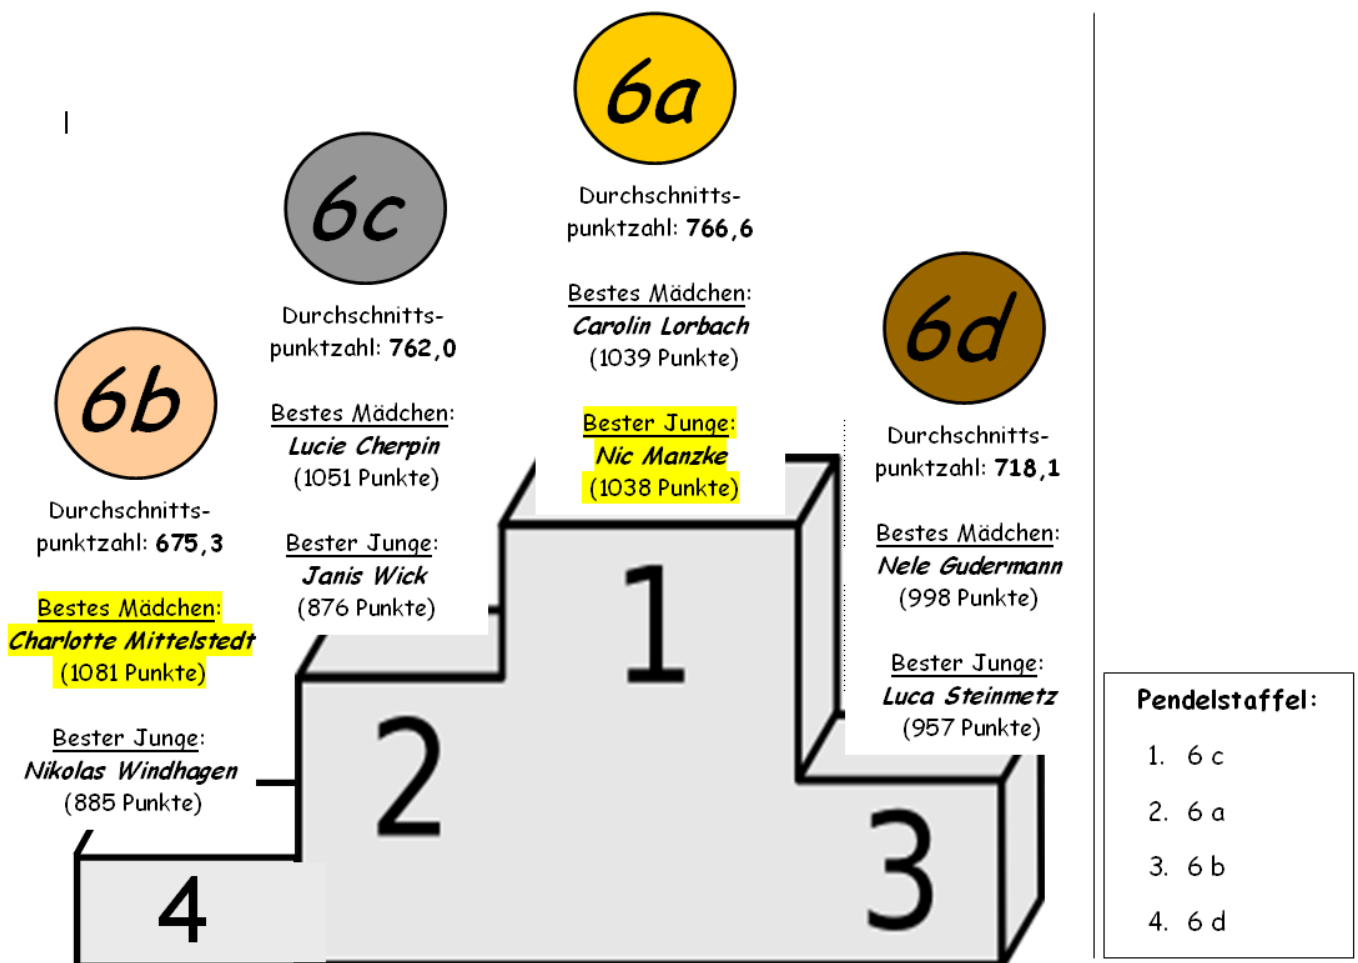 6a
Durchschnitts-
punktzahl: 766,6
Bestes Mädchen:
Carolin Lorbach
(1039 Punkte)
Bester Junge:
Nic Manzke
(1038 Punkte)
1
6c
Durchschnitts-
punktzahl: 762,0
Bestes Mädchen:
Lucie Cherpin
(1051 Punkte)
Bester Junge:
Janis Wick
(876 Punkte)
2
6d
Durchschnitts-
punktzahl: 718,1
Bestes Mädchen:
Nele Gudermann
(998 Punkte)
Bester Junge:
Luca Steinmetz
(957 Punkte)
3
6b
Durchschnitts-
punktzahl: 675,3
Bestes Mädchen:
Charlotte Mittelstedt
(1081 Punkte)
Bester Junge:
Nikolas Windhagen
(885 Punkte)
4
Pendelstaffel:
1. 6 c
2. 6 a
3. 6 b
4. 6 d